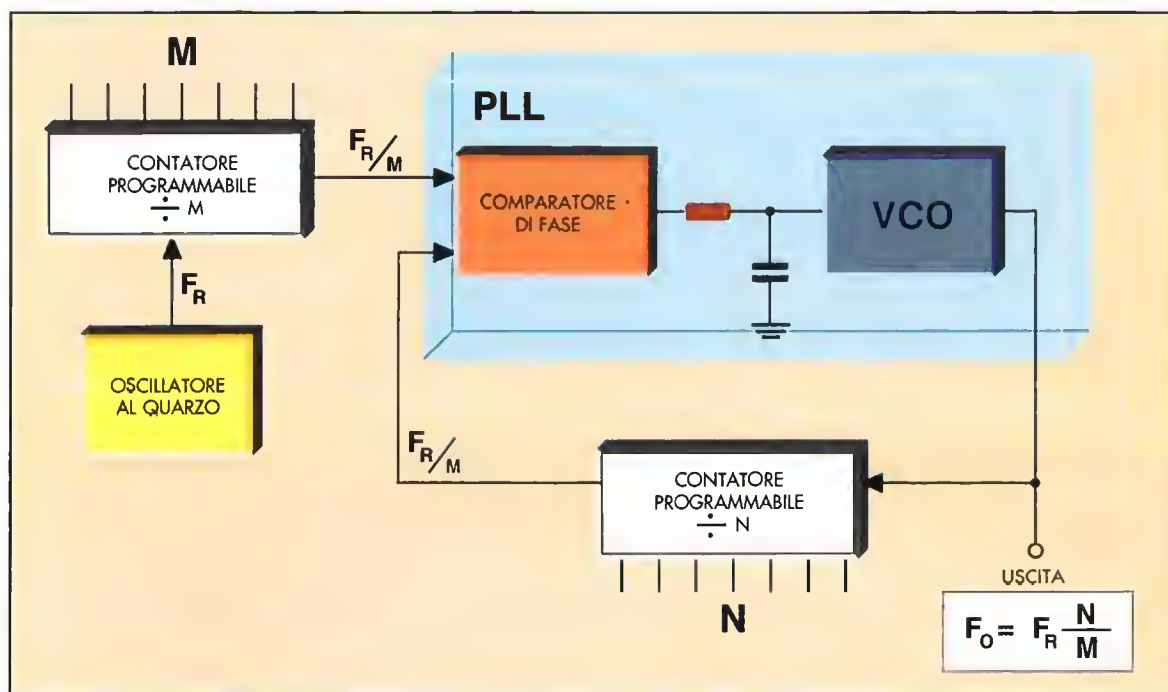 M
CONTATORE
PROGRAMMABILE
÷ M
F_R/M
F_R
OSCILLATORE
AL QUARZO
PLL
COMPARATORE
DI FASE
VCO
F_R/M
CONTATORE
PROGRAMMABILE
÷ N
N
USCITA
F_O = F_R N/M